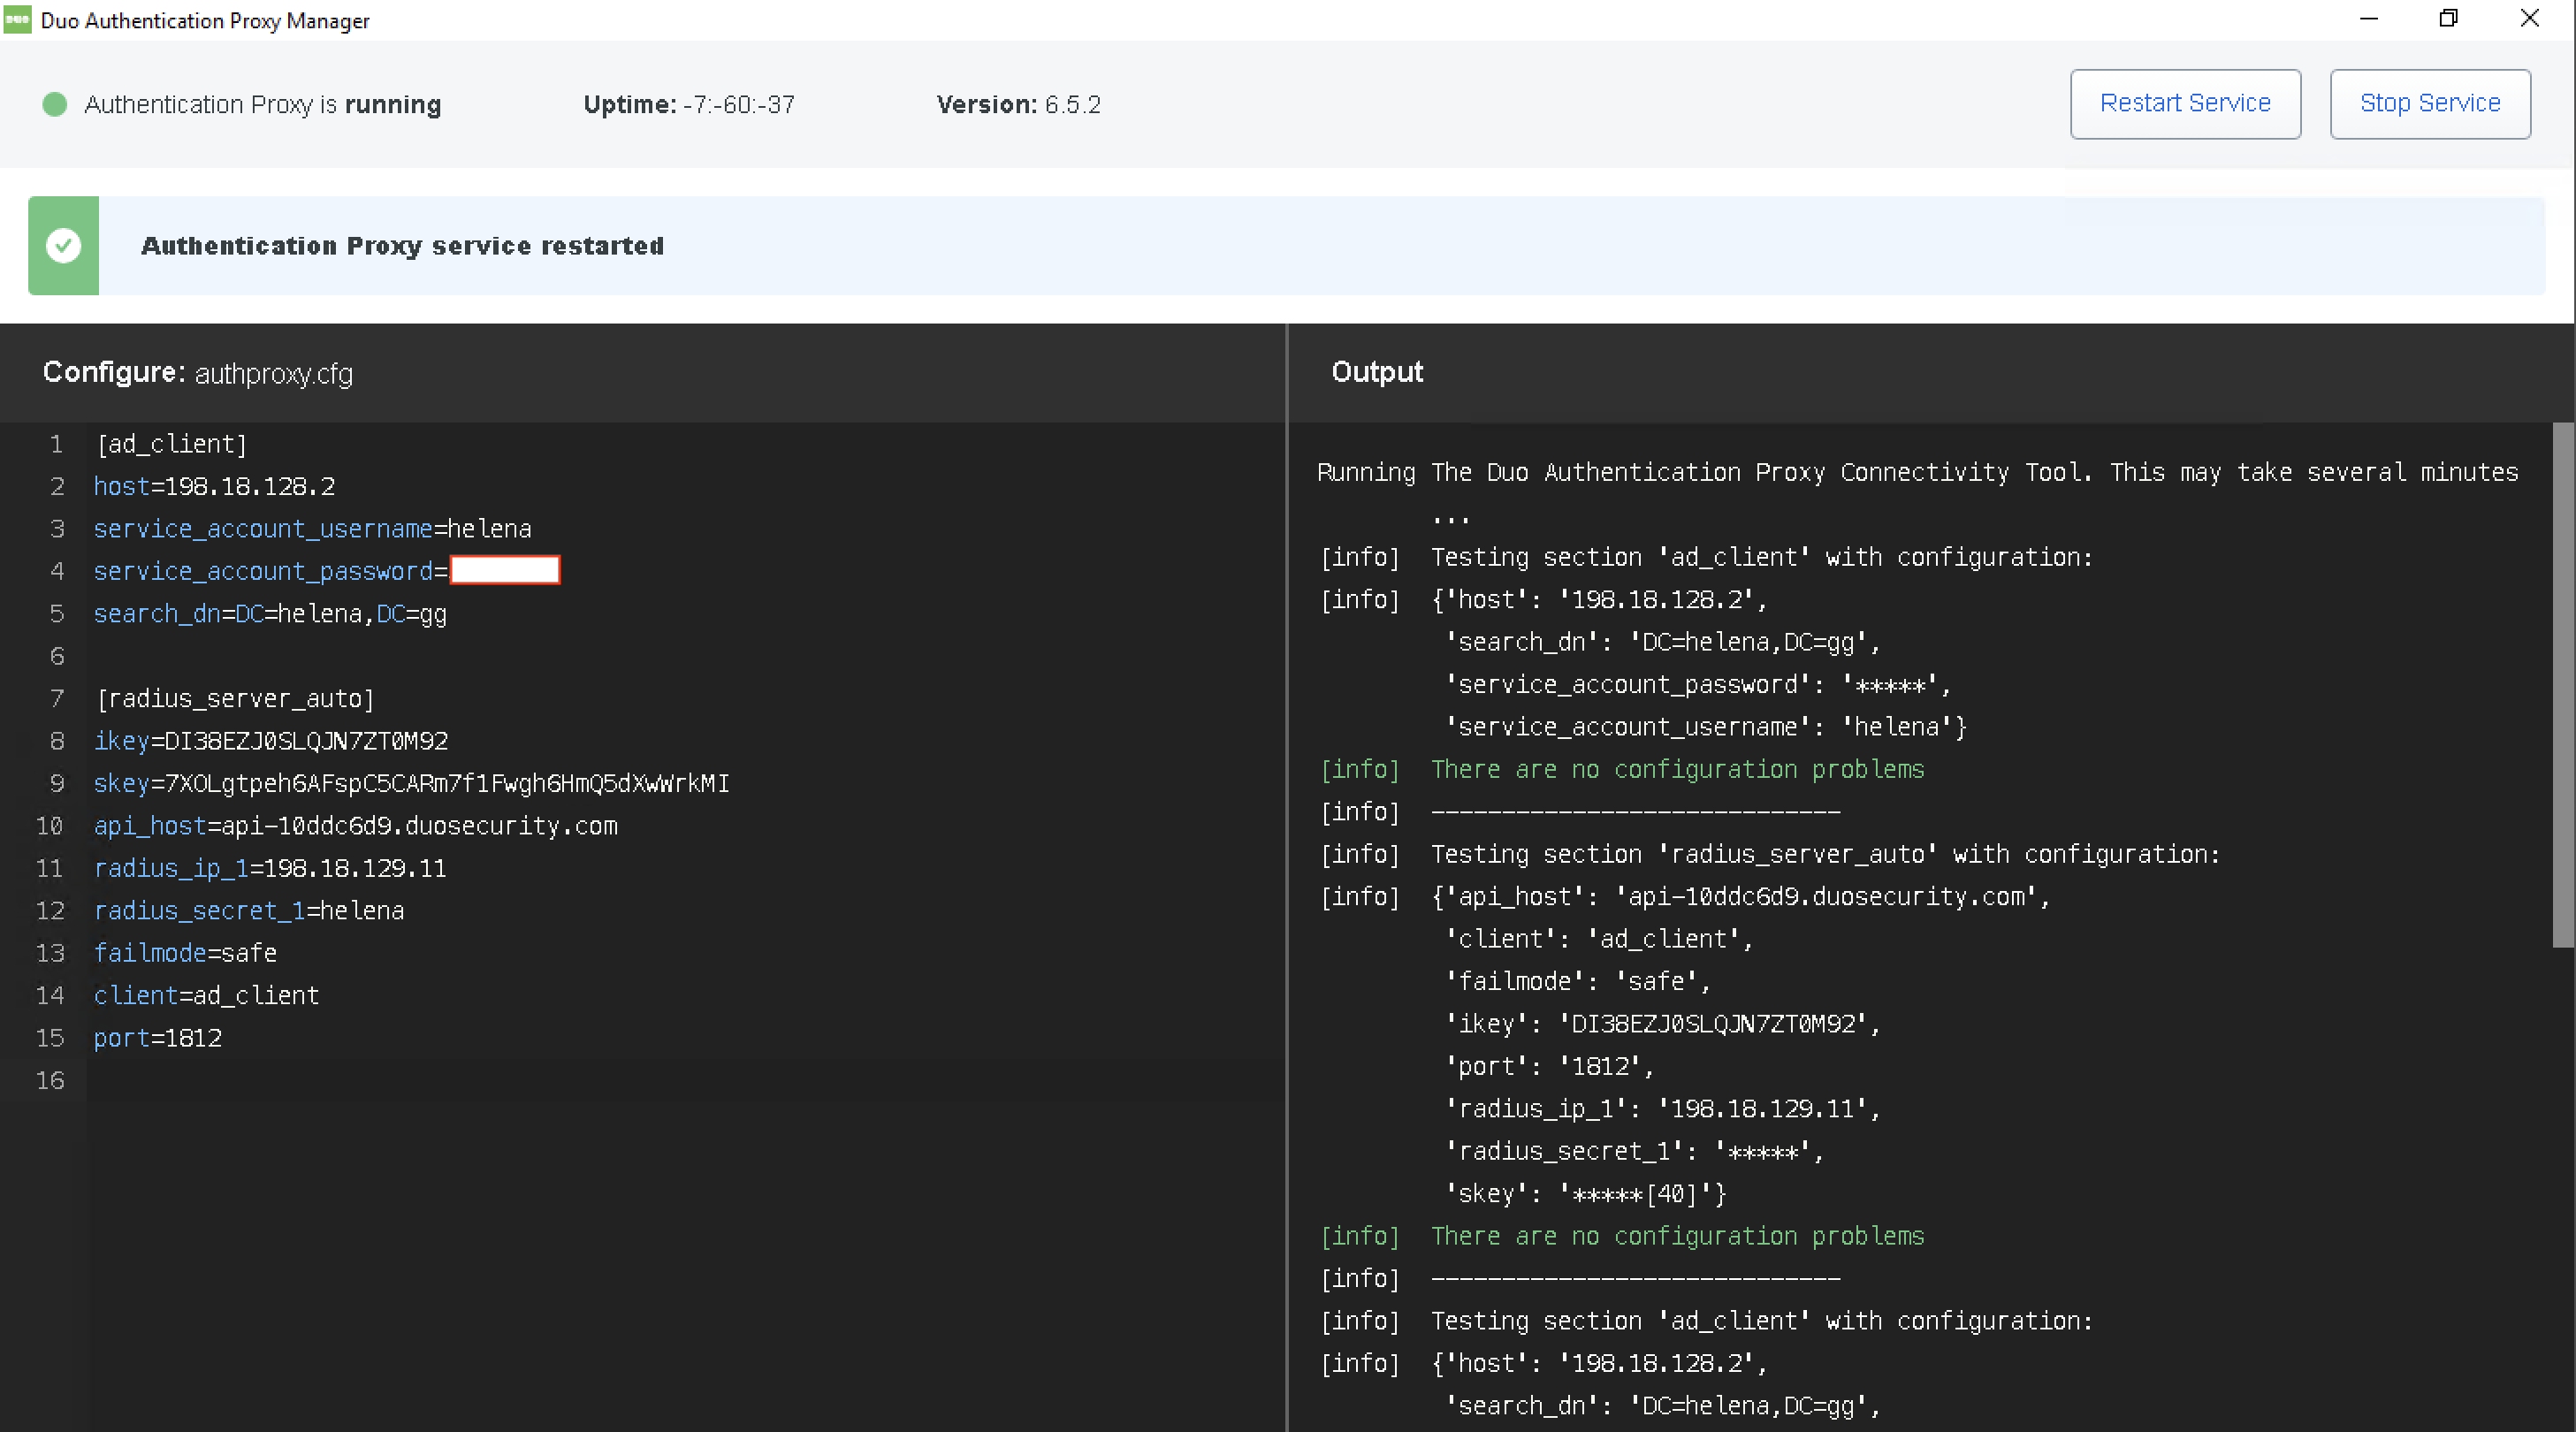 Duo Authentication Proxy Manager
Authentication Proxy is running
Uptime: -7:-60:-37
Version: 6.5.2
Restart Service
Stop Service
Authentication Proxy service restarted
Configure: authproxy.cfg
1 [ad_client]
2 host=198.18.128.2
3 service_account_username=helena
4 service_account_password=
5 search_dn=DC=helena,DC=gg
6
7 [radius_server_auto]
8 ikey=DI38EZJ0SLQJN7ZT0M92
9 skey=7XOLgtpeh6AFspC5CARm7f1Fwgh6HmQ5dXwWrkMI
10 api_host=api-10ddc6d9.duosecurity.com
11 radius_ip_1=198.18.129.11
12 radius_secret_1=helena
13 failmode=safe
14 client=ad_client
15 port=1812
16
Output
Running The Duo Authentication Proxy Connectivity Tool. This may take several minutes
...
[info] Testing section 'ad_client' with configuration:
[info] {'host': '198.18.128.2',
'search_dn': 'DC=helena,DC=gg',
'service_account_password': '*****',
'service_account_username': 'helena'}
[info] There are no configuration problems
[info] -----------------------------
[info] Testing section 'radius_server_auto' with configuration:
[info] {'api_host': 'api-10ddc6d9.duosecurity.com',
'client': 'ad_client',
'failmode': 'safe',
'ikey': 'DI38EZJ0SLQJN7ZT0M92',
'port': '1812',
'radius_ip_1': '198.18.129.11',
'radius_secret_1': '*****',
'skey': '*****[40]'}
[info] There are no configuration problems
[info] -----------------------------
[info] Testing section 'ad_client' with configuration:
[info] {'host': '198.18.128.2',
'search_dn': 'DC=helena,DC=gg',